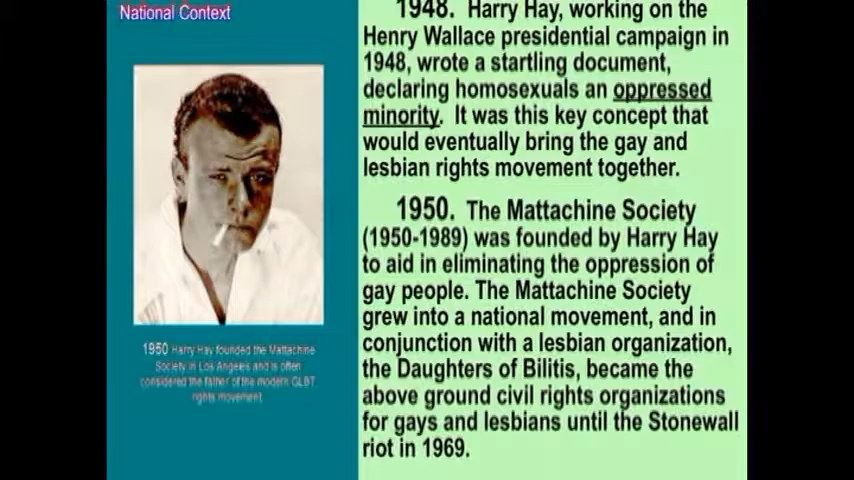 National Context
1948. Harry Hay, working on the
Henry Wallace presidential campaign in
1948, wrote a startling document,
declaring homosexuals an oppressed
minority. It was this key concept that
would eventually bring the gay and
lesbian rights movement together.
1950. The Mattachine Society
(1950-1989) was founded by Harry Hay
to aid in eliminating the oppression of
gay people. The Mattachine Society
grew into a national movement, and in
conjunction with a lesbian organization,
the Daughters of Bilitis, became the
above ground civil rights organizations
for gays and lesbians until the Stonewall
riot in 1969.
1950 Harry Hay founded the Mattachine
Society in Los Angeles and is often
considered the father of the modern GLBT
rights movement